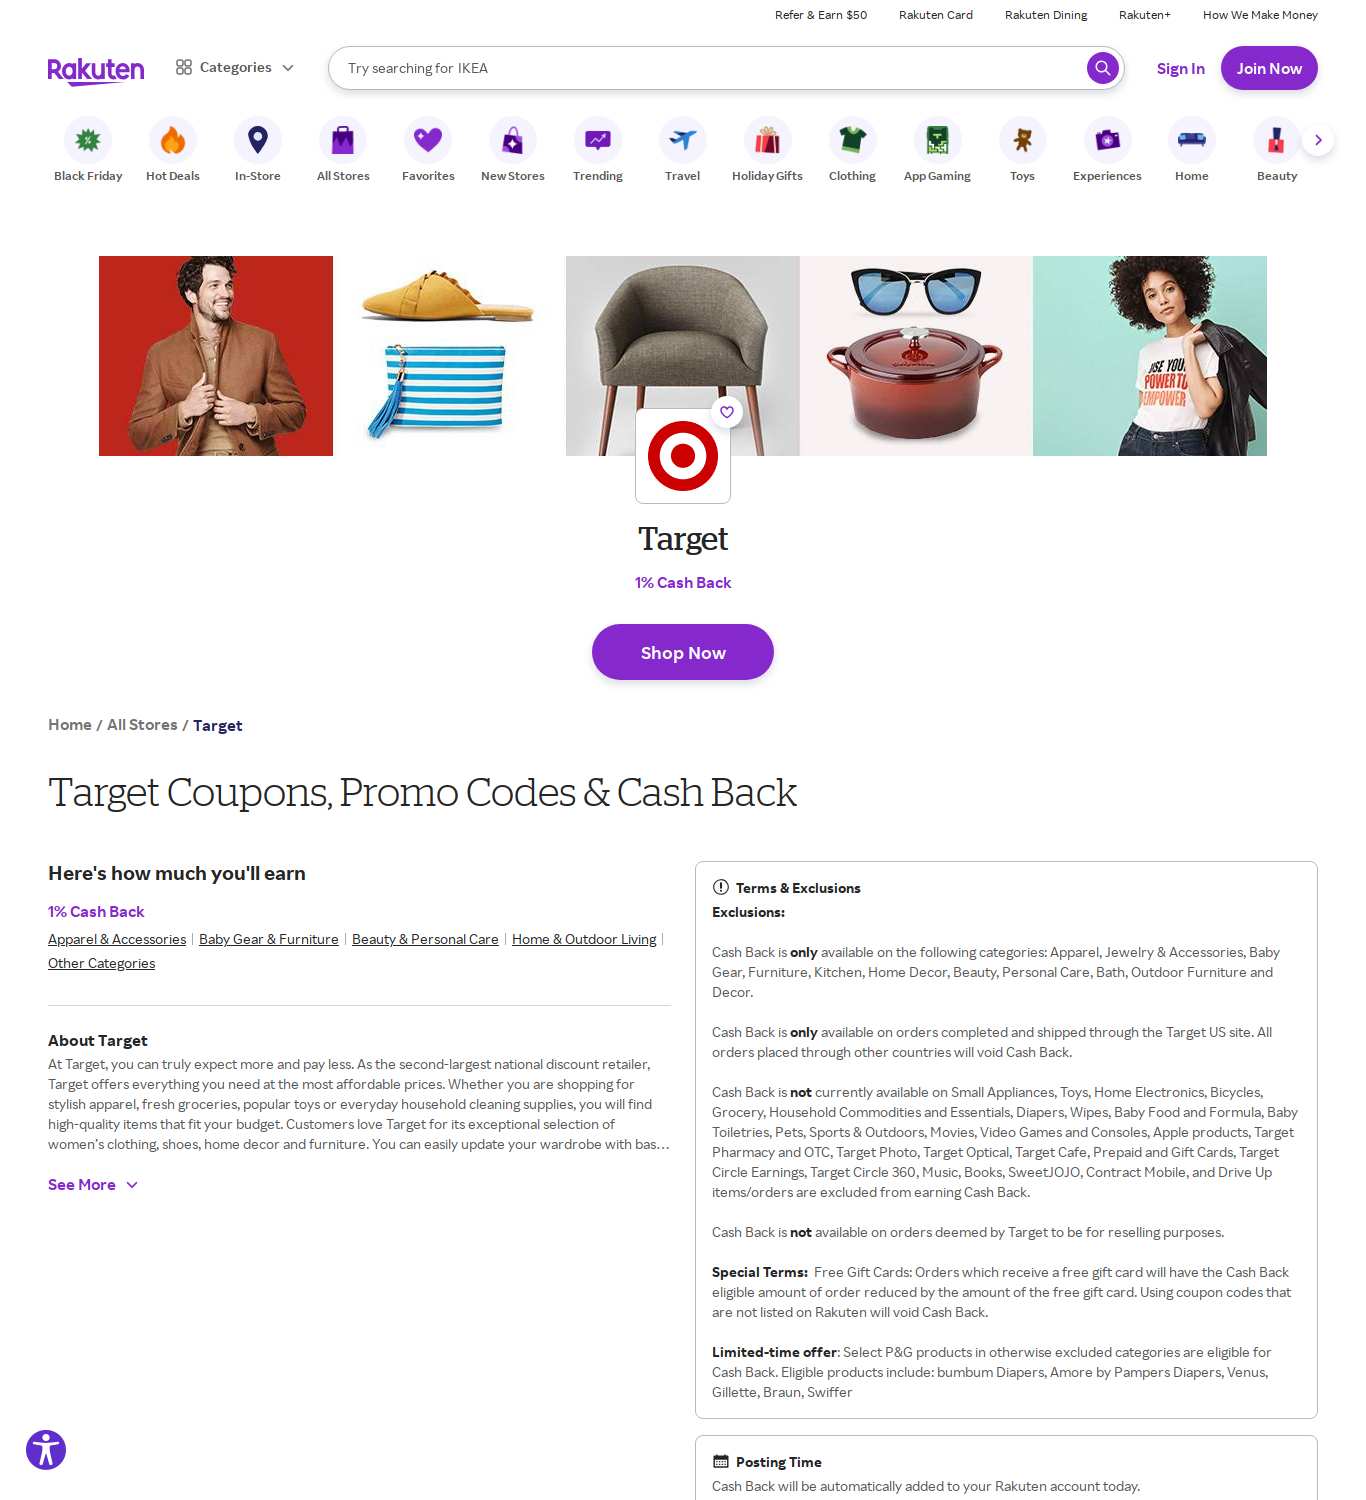 Refer & Earn $50 Rakuten Card Rakuten Dining Rakuten+ How We Make Money
Rakuten Categories Try searching for IKEA Sign In Join Now
Black Friday Hot Deals In-Store All Stores Favorites New Stores Trending Travel Holiday Gifts Clothing App Gaming Toys Experiences Home Beauty
USE YOUR
POWER TO
EMPOWER
Target
1% Cash Back
Shop Now
Home / All Stores / Target
Target Coupons, Promo Codes & Cash Back
Here's how much you'll earn
1% Cash Back
Apparel & Accessories | Baby Gear & Furniture | Beauty & Personal Care | Home & Outdoor Living |
Other Categories
About Target
At Target, you can truly expect more and pay less. As the second-largest national discount retailer,
Target offers everything you need at the most affordable prices. Whether you are shopping for
stylish apparel, fresh groceries, popular toys or everyday household cleaning supplies, you will find
high-quality items that fit your budget. Customers love Target for its exceptional selection of
women's clothing, shoes, home decor and furniture. You can easily update your wardrobe with bas...
See More
Terms & Exclusions
Exclusions:
Cash Back is only available on the following categories: Apparel, Jewelry & Accessories, Baby
Gear, Furniture, Kitchen, Home Decor, Beauty, Personal Care, Bath, Outdoor Furniture and
Decor.
Cash Back is only available on orders completed and shipped through the Target US site. All
orders placed through other countries will void Cash Back.
Cash Back is not currently available on Small Appliances, Toys, Home Electronics, Bicycles,
Grocery, Household Commodities and Essentials, Diapers, Wipes, Baby Food and Formula, Baby
Toiletries, Pets, Sports & Outdoors, Movies, Video Games and Consoles, Apple products, Target
Pharmacy and OTC, Target Photo, Target Optical, Target Cafe, Prepaid and Gift Cards, Target
Circle Earnings, Target Circle 360, Music, Books, SweetJOJO, Contract Mobile, and Drive Up
items/orders are excluded from earning Cash Back.
Cash Back is not available on orders deemed by Target to be for reselling purposes.
Special Terms: Free Gift Cards: Orders which receive a free gift card will have the Cash Back
eligible amount of order reduced by the amount of the free gift card. Using coupon codes that
are not listed on Rakuten will void Cash Back.
Limited-time offer: Select P&G products in otherwise excluded categories are eligible for
Cash Back. Eligible products include: bumbum Diapers, Amore by Pampers Diapers, Venus,
Gillette, Braun, Swiffer
Posting Time
Cash Back will be automatically added to your Rakuten account today.